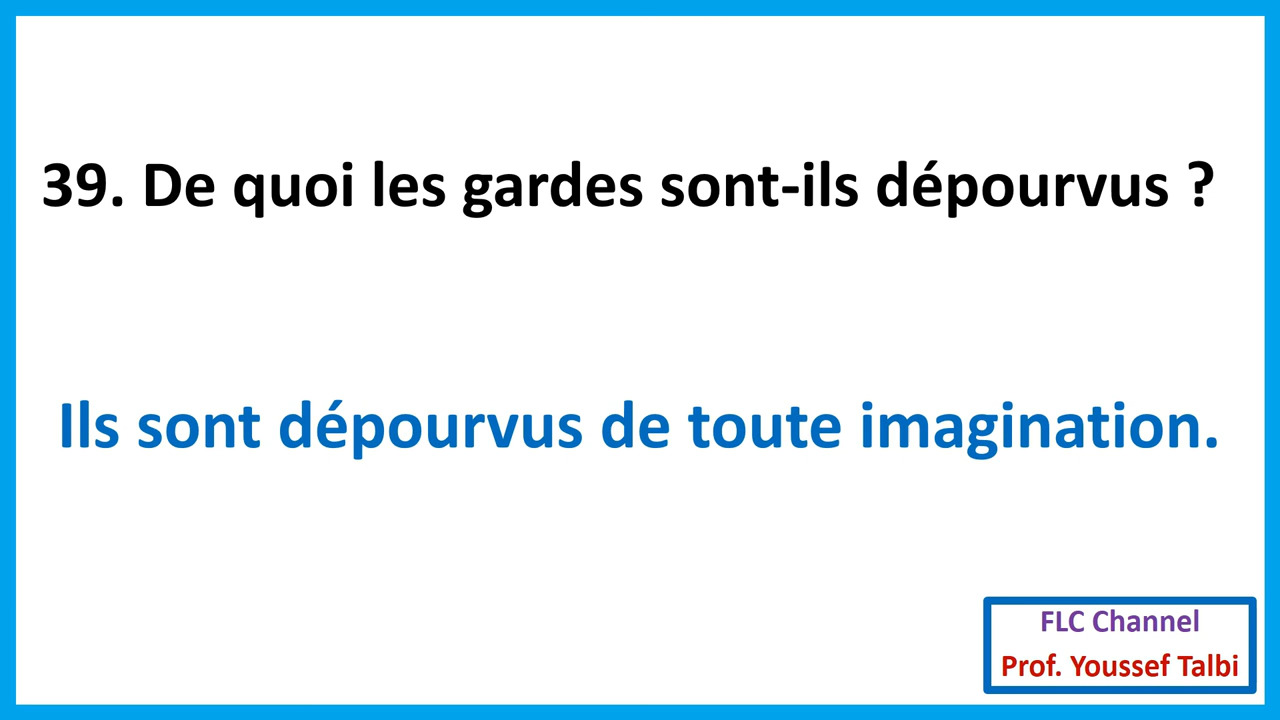 39. De quoi les gardes sont-ils dépourvus ?
Ils sont dépourvus de toute imagination.
FLC Channel
Prof. Youssef Talbi